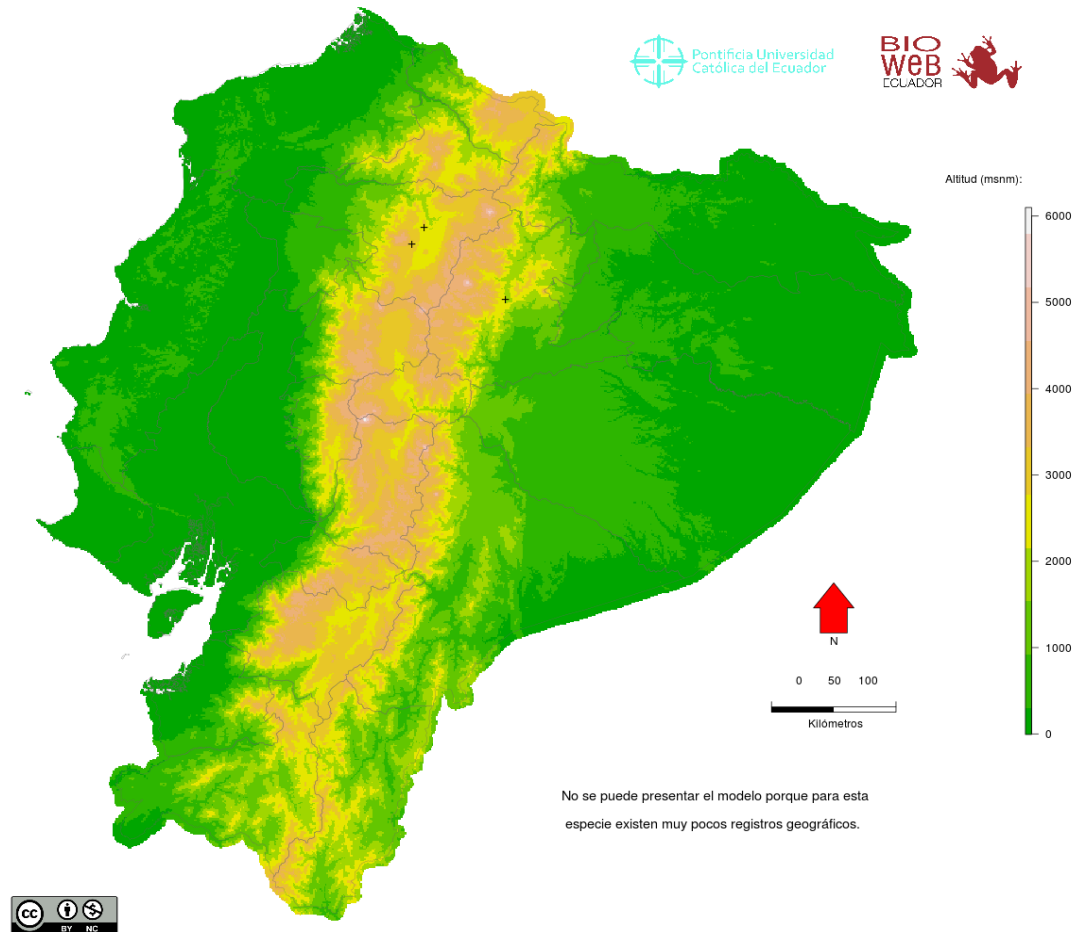 Pontificia Universidad
Católica del Ecuador
BIO
WeB
ECUADOR
Altitud (msnm):
6000
5000
4000
3000
2000
1000
0
N
0 50 100
Kilómetros
No se puede presentar el modelo porque para esta
especie existen muy pocos registros geográficos.
cc
BY NC